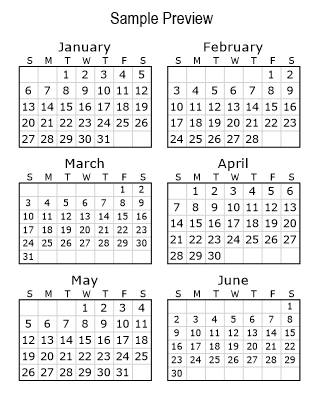 Sample Preview
January
S M T W T F S
1 2 3 4 5
6 7 8 9 10 11 12
13 14 15 16 17 18 19
20 21 22 23 24 25 26
27 28 29 30 31
February
S M T W T F S
1 2
3 4 5 6 7 8 9
10 11 12 13 14 15 16
17 18 19 20 21 22 23
24 25 26 27 28
March
S M T W T F S
1 2
3 4 5 6 7 8 9
10 11 12 13 14 15 16
17 18 19 20 21 22 23
24 25 26 27 28 29 30
31
April
S M T W T F S
1 2 3 4 5 6
7 8 9 10 11 12 13
14 15 16 17 18 19 20
21 22 23 24 25 26 27
28 29 30
May
S M T W T F S
1 2 3 4
5 6 7 8 9 10 11
12 13 14 15 16 17 18
19 20 21 22 23 24 25
26 27 28 29 30 31
June
S M T W T F S
1
2 3 4 5 6 7 8
9 10 11 12 13 14 15
16 17 18 19 20 21 22
23 24 25 26 27 28 29
30